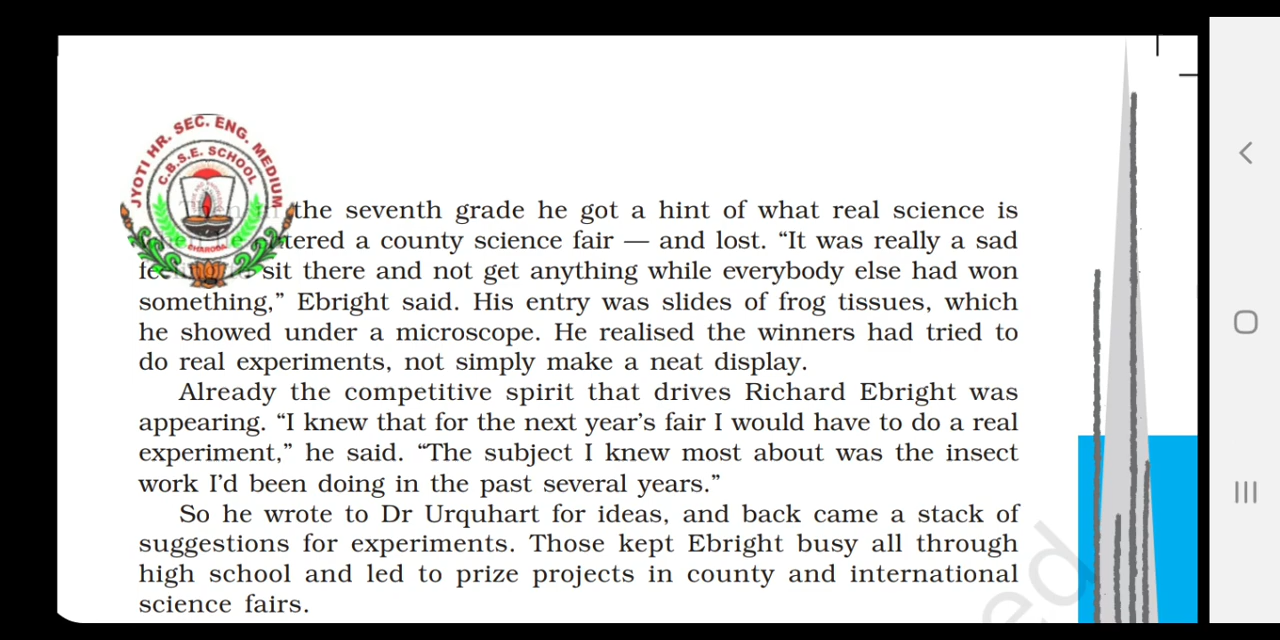 JYOTI HR. SEC. ENG. MEDIUM
C.B.S.E. SCHOOL
CHARODA
the seventh grade he got a hint of what real science is
tered a county science fair — and lost. “It was really a sad
sit there and not get anything while everybody else had won
something,” Ebright said. His entry was slides of frog tissues, which
he showed under a microscope. He realised the winners had tried to
do real experiments, not simply make a neat display.
Already the competitive spirit that drives Richard Ebright was
appearing. “I knew that for the next year’s fair I would have to do a real
experiment,” he said. “The subject I knew most about was the insect
work I’d been doing in the past several years.”
So he wrote to Dr Urquhart for ideas, and back came a stack of
suggestions for experiments. Those kept Ebright busy all through
high school and led to prize projects in county and international
science fairs.
ed